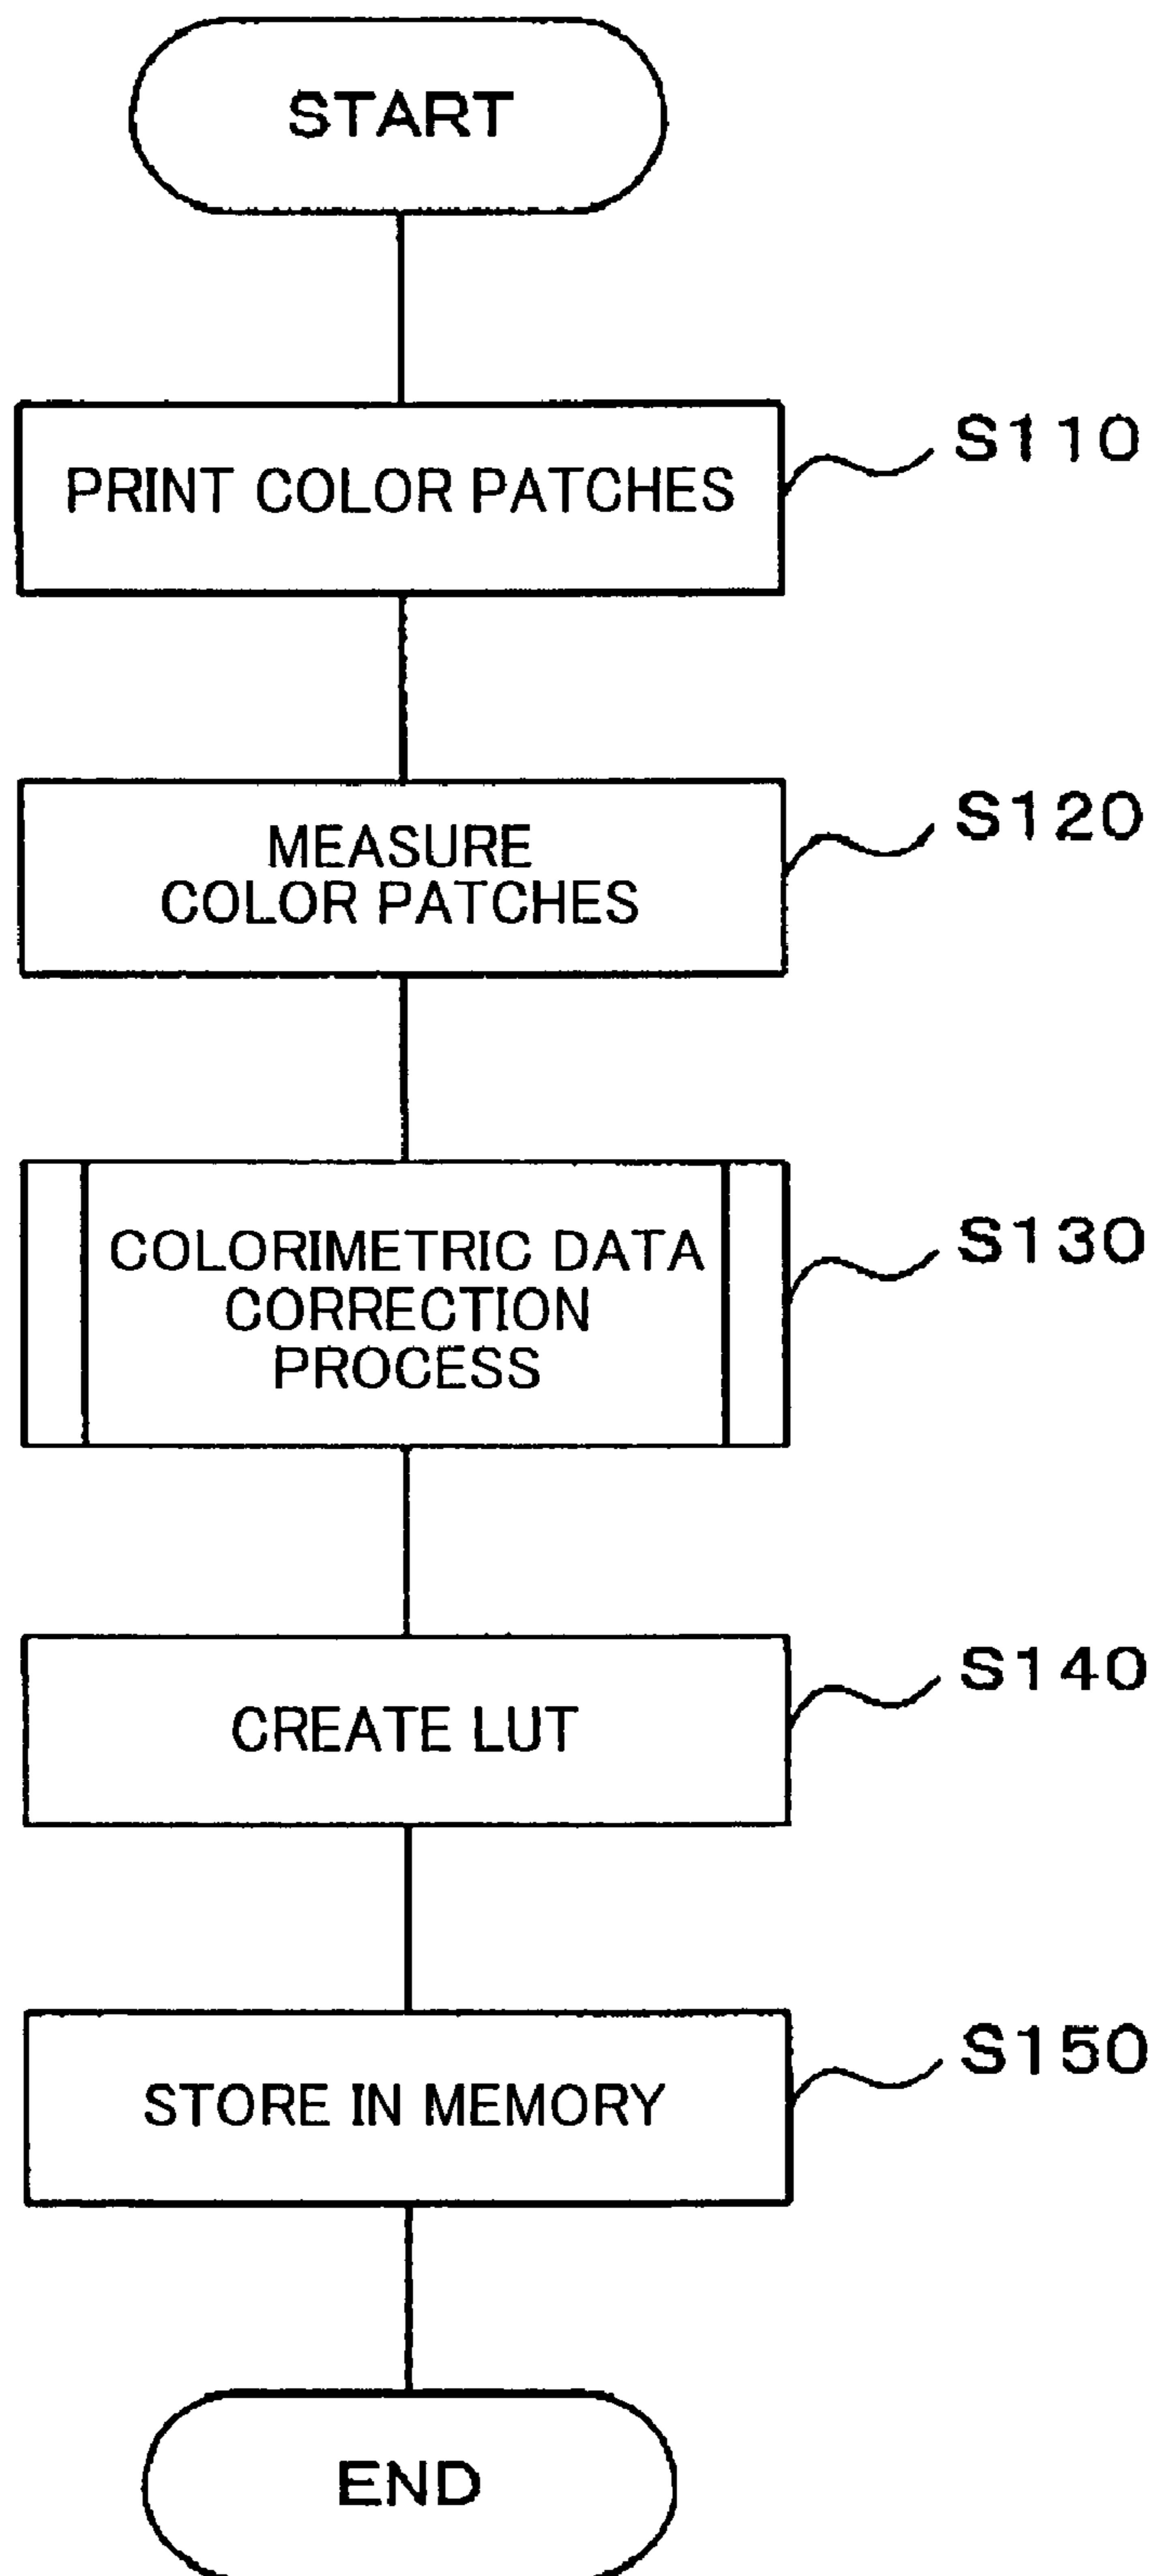 START
PRINT COLOR PATCHES
S110
MEASURE
COLOR PATCHES
S120
COLORIMETRIC DATA
CORRECTION
PROCESS
S130
CREATE LUT
S140
STORE IN MEMORY
S150
END